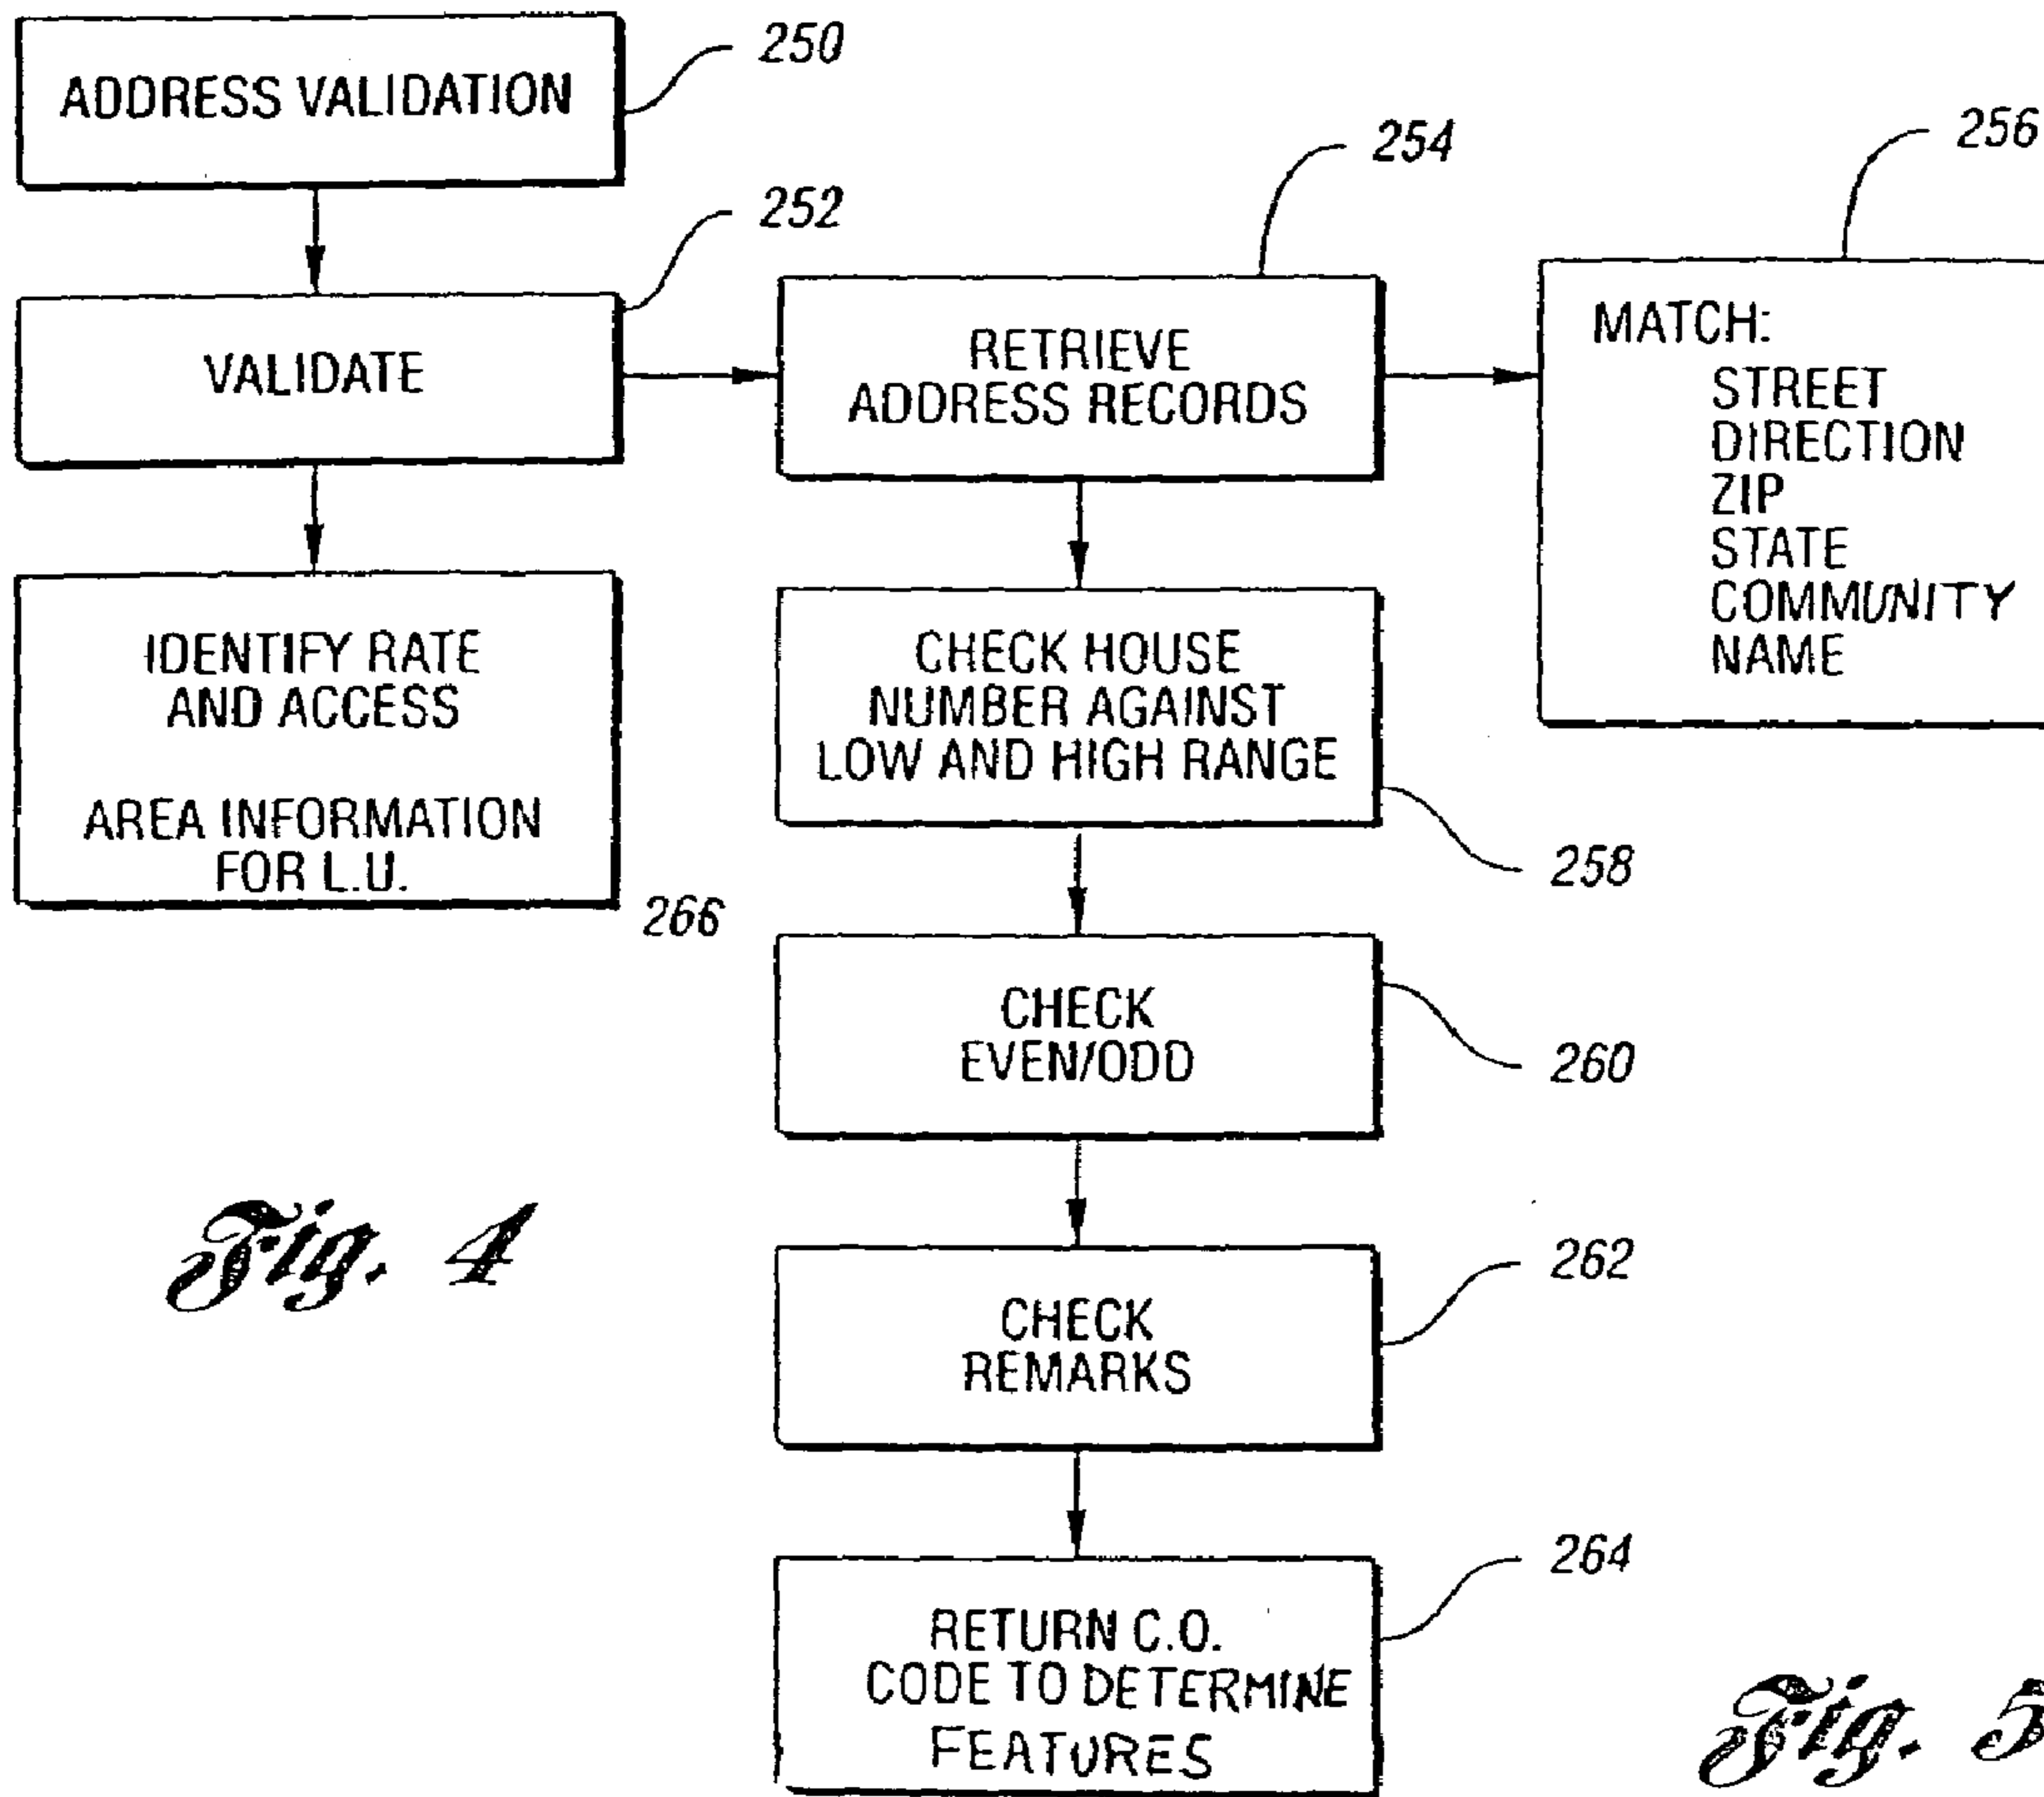 ADDRESS VALIDATION
250
VALIDATE
252
RETRIEVE
ADDRESS RECORDS
254
MATCH:
STREET
DIRECTION
ZIP
STATE
COMMUNITY
NAME
256
IDENTIFY RATE
AND ACCESS
AREA INFORMATION
FOR L.U.
266
CHECK HOUSE
NUMBER AGAINST
LOW AND HIGH RANGE
258
CHECK
EVEN/ODD
260
CHECK
REMARKS
262
RETURN C.O.
CODE TO DETERMINE
FEATURES
264
Fig. 4
Fig. 5